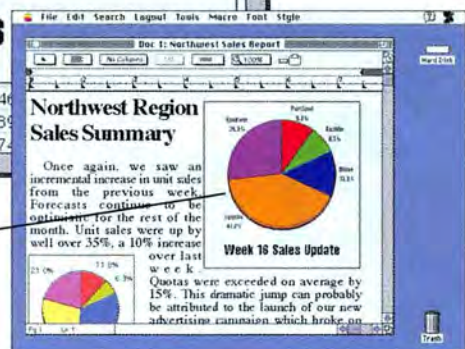 S
File Edit Search Layout Tools Macro Font Style
Doc 1: Northwest Sales Report
No Columns
100%
Hard Disk
Northwest Region
Sales Summary
Once again, we saw an
incremental increase in unit sales
from the previous week.
Forecasts continue to be
optimistic for the rest of the
month. Unit sales were up by
well over 35%, a 10% increase
over last
week.
Quotas were exceeded on average by
15%. This dramatic jump can probably
be attributed to the launch of our new
advertising campaign which broke on
Portland
Week 16 Sales Update
Trash